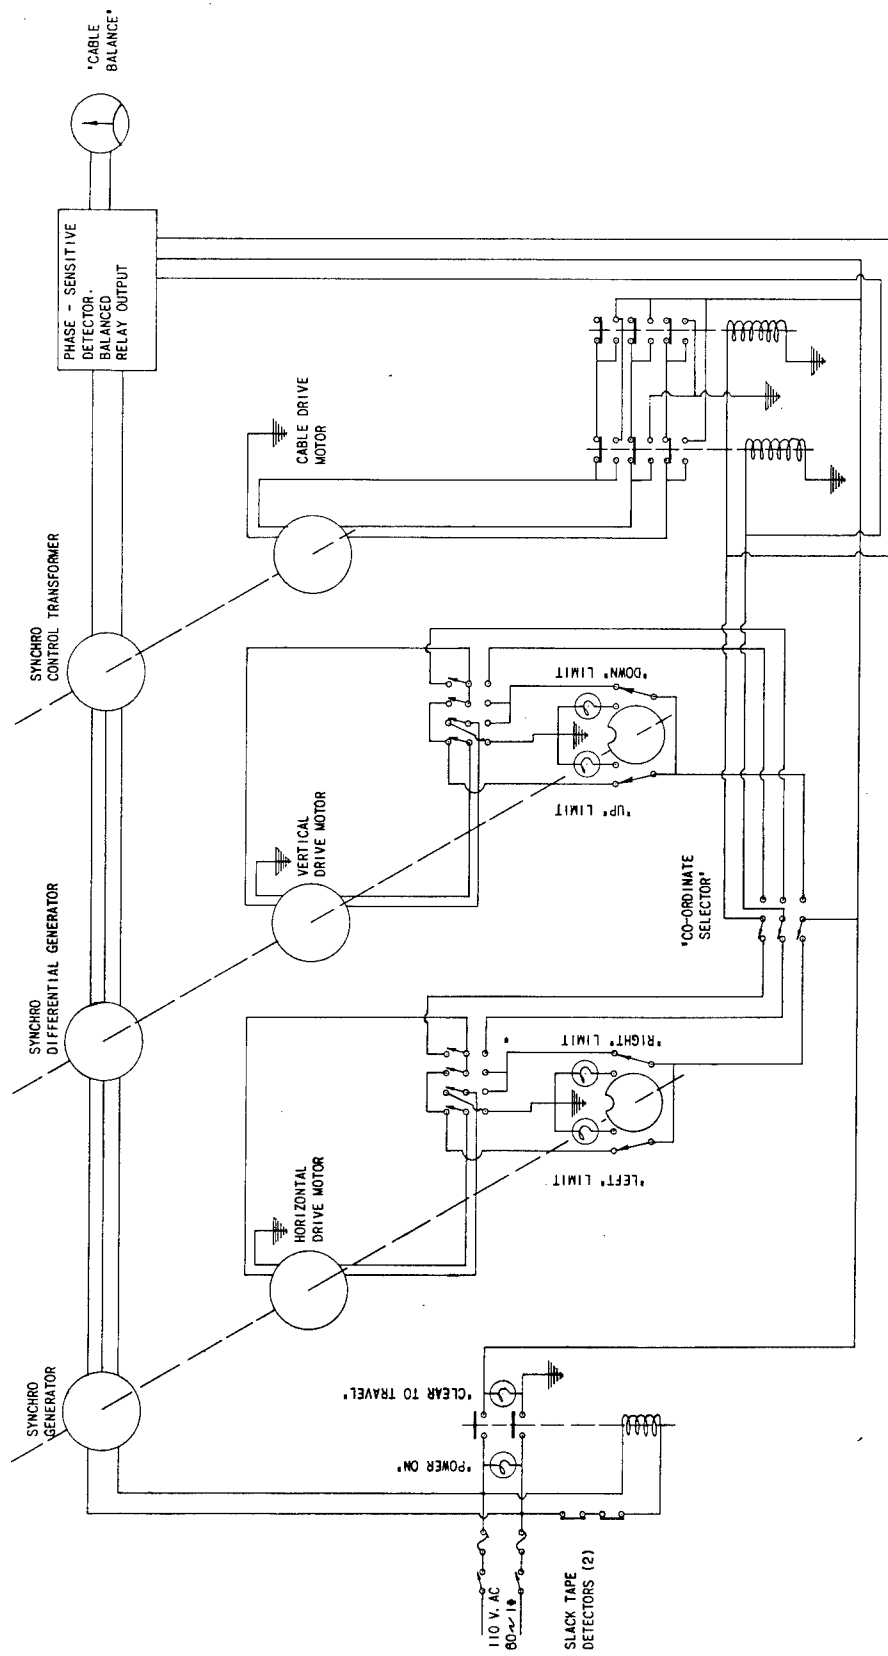 "CABLE
BALANCE"
PHASE - SENSITIVE
DETECTOR.
BALANCED
RELAY OUTPUT
SYNCHRO
CONTROL TRANSFORMER
SYNCHRO
DIFFERENTIAL GENERATOR
SYNCHRO
GENERATOR
CABLE DRIVE
MOTOR
VERTICAL
DRIVE MOTOR
HORIZONTAL
DRIVE MOTOR
"DOWN" LIMIT
"UP" LIMIT
"CO-ORDINATE
SELECTOR"
"RIGHT" LIMIT
"LEFT" LIMIT
"CLEAR TO TRAVEL"
"POWER ON"
110 V. AC
60~ 1Φ
SLACK TAPE
DETECTORS (2)